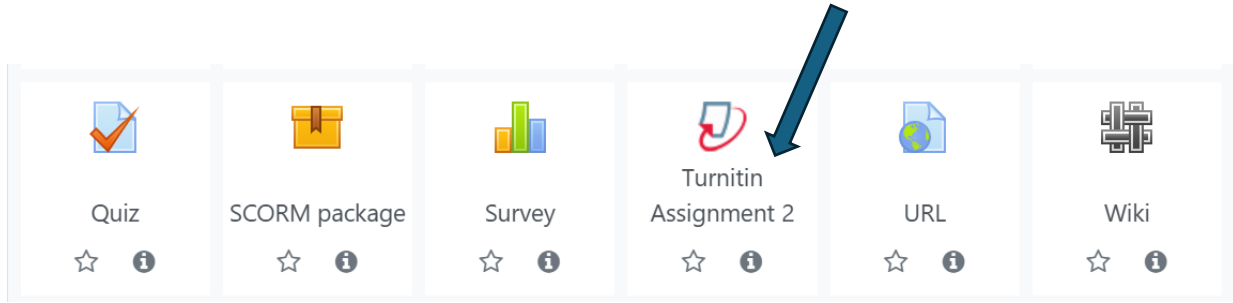 Quiz
SCORM package
Survey
Turnitin
Assignment 2
URL
Wiki